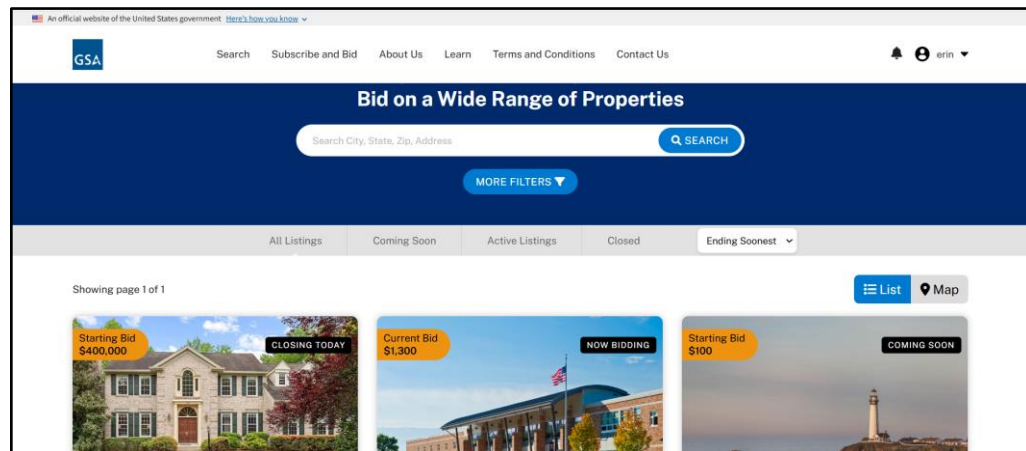 An official website of the United States government Here's how you know
GSA
Search Subscribe and Bid About Us Learn Terms and Conditions Contact Us
erin
Bid on a Wide Range of Properties
Search City, State, Zip, Address
SEARCH
MORE FILTERS
All Listings Coming Soon Active Listings Closed Ending Soonest
Showing page 1 of 1
List Map
Starting Bid
$400,000
CLOSING TODAY
Current Bid
$1,300
NOW BIDDING
Starting Bid
$100
COMING SOON